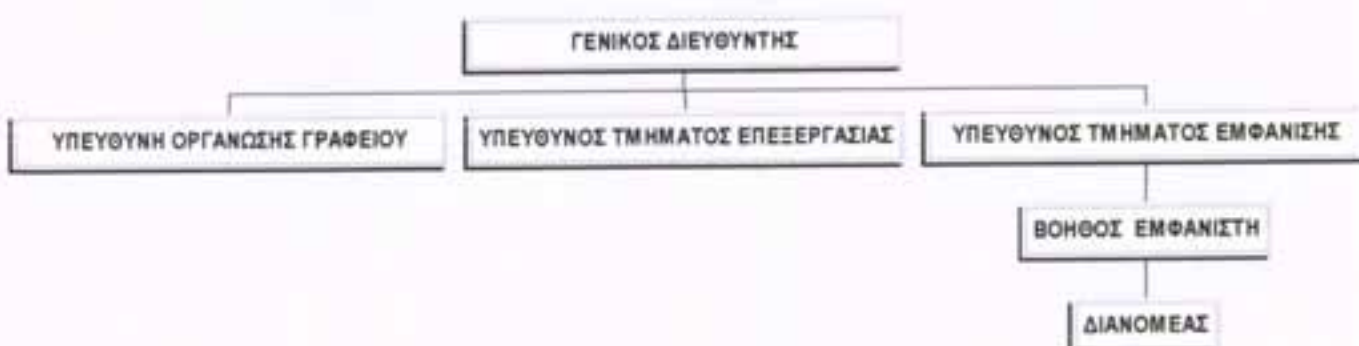 ΓΕΝΙΚΟΣ ΔΙΕΥΘΥΝΤΗΣ
ΥΠΕΥΘΥΝΗ ΟΡΓΑΝΩΣΗΣ ΓΡΑΦΕΙΟΥ
ΥΠΕΥΘΥΝΟΣ ΤΜΗΜΑΤΟΣ ΕΠΕΞΕΡΓΑΣΙΑΣ
ΥΠΕΥΘΥΝΟΣ ΤΜΗΜΑΤΟΣ ΕΜΦΑΝΙΣΗΣ
ΒΟΗΘΟΣ ΕΜΦΑΝΙΣΤΗ
ΔΙΑΝΟΜΕΑΣ